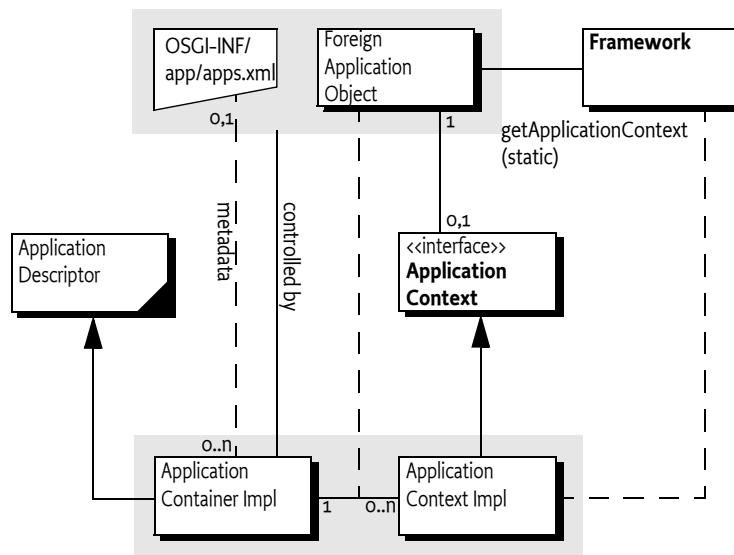 OSGI-INF/
app/apps.xml
Foreign
Application
Object
Framework
0,1
1
getApplicationContext
(static)
metadata
controlled by
0,1
Application
Descriptor
<<interface>>
Application
Context
0..n
Application
Container Impl
1
0..n
Application
Context Impl